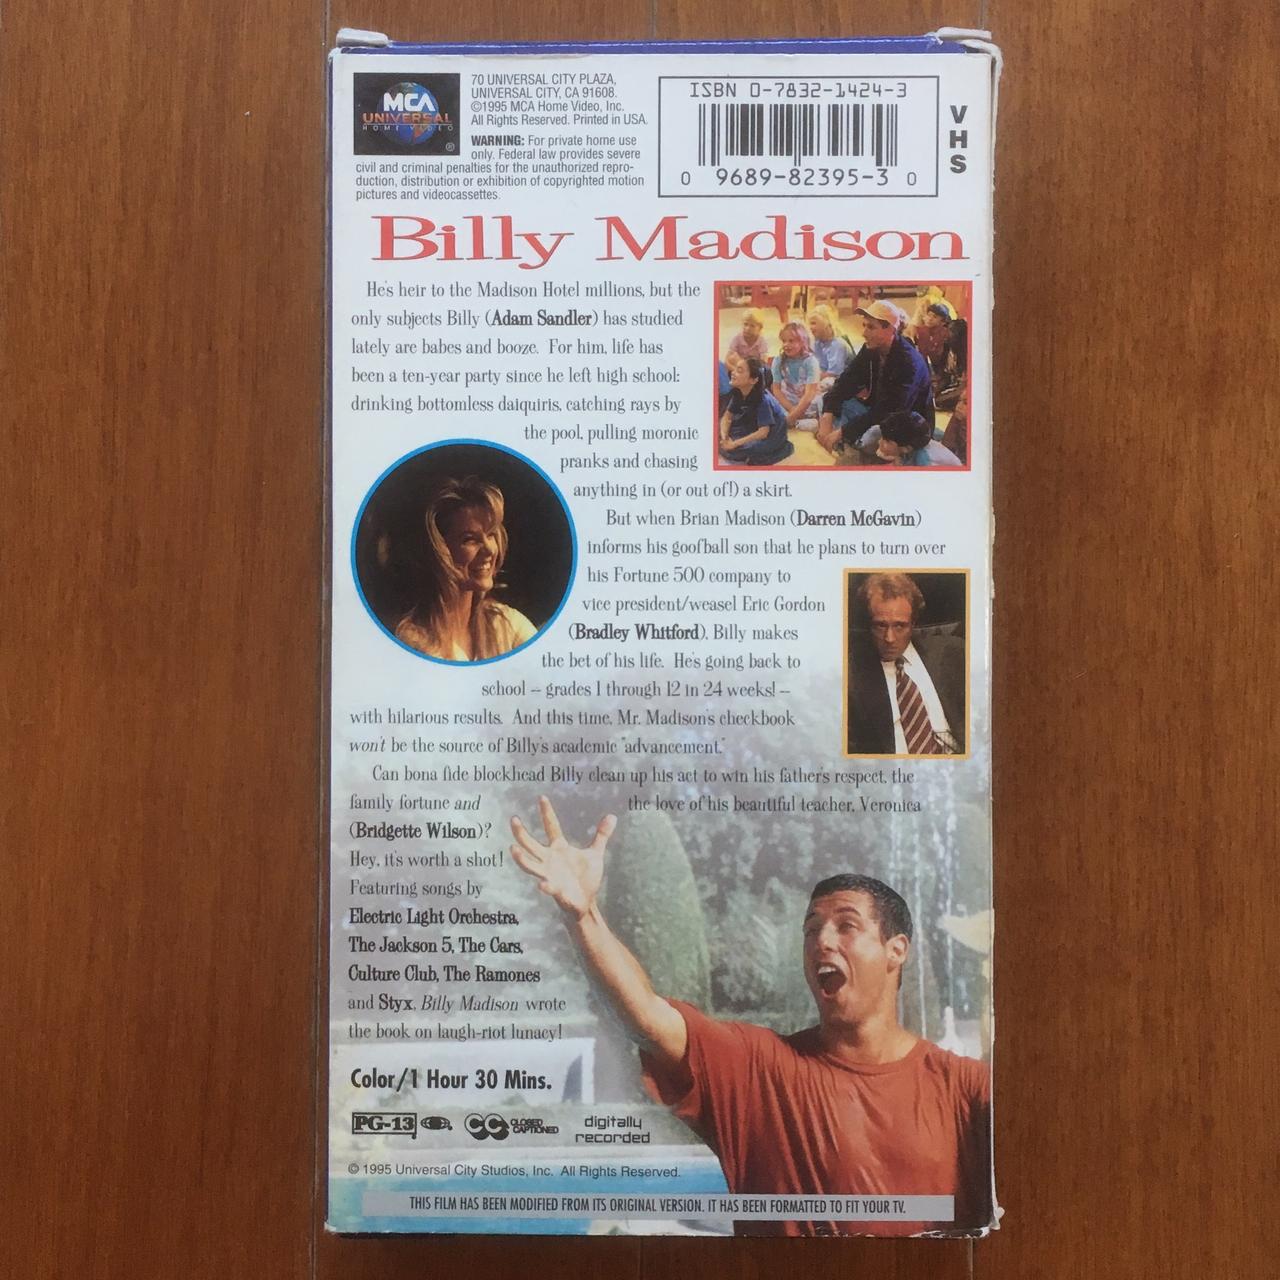 MCA
UNIVERSAL
HOME VIDEO
®
70 UNIVERSAL CITY PLAZA,
UNIVERSAL CITY, CA 91608.
©1995 MCA Home Video, Inc.
All Rights Reserved. Printed in USA.
WARNING: For private home use
only. Federal law provides severe
civil and criminal penalties for the unauthorized repro-
duction, distribution or exhibition of copyrighted motion
pictures and videocassettes.
ISBN 0-7832-1424-3
0 9689-82395-3 0
VHS
Billy Madison
He's heir to the Madison Hotel millions, but the
only subjects Billy (Adam Sandler) has studied
lately are babes and booze. For him, life has
been a ten-year party since he left high school:
drinking bottomless daiquiris, catching rays by
the pool, pulling moronic
pranks and chasing
anything in (or out of!) a skirt.
But when Brian Madison (Darren McGavin)
informs his goofball son that he plans to turn over
his Fortune 500 company to
vice president/weasel Eric Gordon
(Bradley Whitford), Billy makes
the bet of his life. He's going back to
school – grades 1 through 12 in 24 weeks! –
with hilarious results. And this time, Mr. Madison's checkbook
won't be the source of Billy's academic "advancement."
Can bona fide blockhead Billy clean up his act to win his father's respect, the
family fortune and the love of his beautiful teacher, Veronica
(Bridgette Wilson)?
Hey, it's worth a shot!
Featuring songs by
Electric Light Orchestra,
The Jackson 5, The Cars,
Culture Club, The Ramones
and Styx, Billy Madison wrote
the book on laugh-riot lunacy!
Color/1 Hour 30 Mins.
PG-13 CC CLOSED CAPTIONED digitally recorded
© 1995 Universal City Studios, Inc. All Rights Reserved.
THIS FILM HAS BEEN MODIFIED FROM ITS ORIGINAL VERSION. IT HAS BEEN FORMATTED TO FIT YOUR TV.